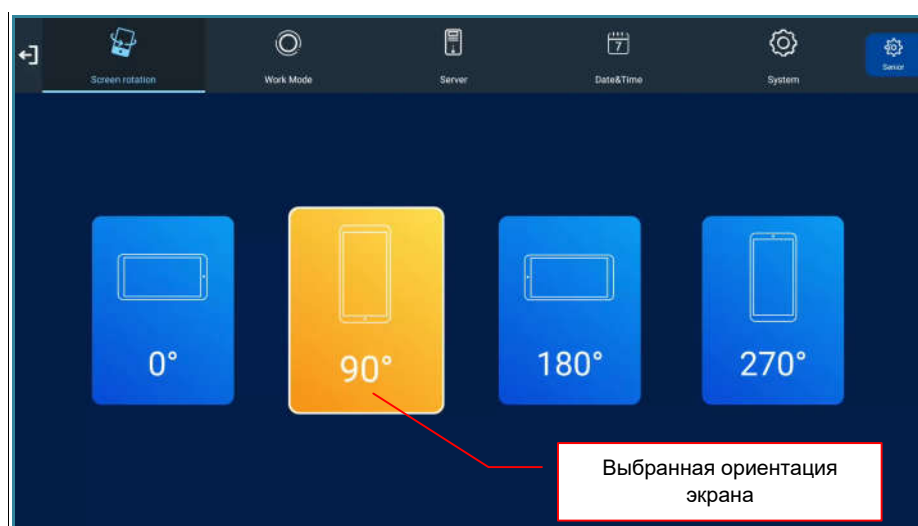 Screen rotation
Work Mode
Server
7
Date&Time
System
Senior
0°
90°
180°
270°
Выбранная ориентация
экрана